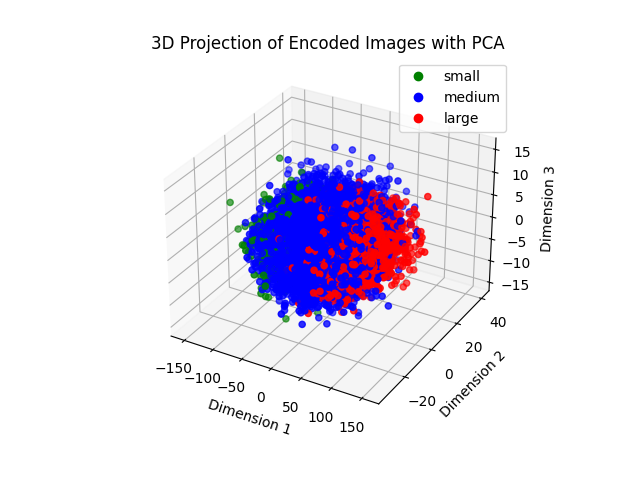 3D Projection of Encoded Images with PCA
small
medium
large
15
10
5
0
−5
−10
−15
Dimension 3
40
20
0
−20
Dimension 2
−150
−100
−50
0
50
100
150
Dimension 1